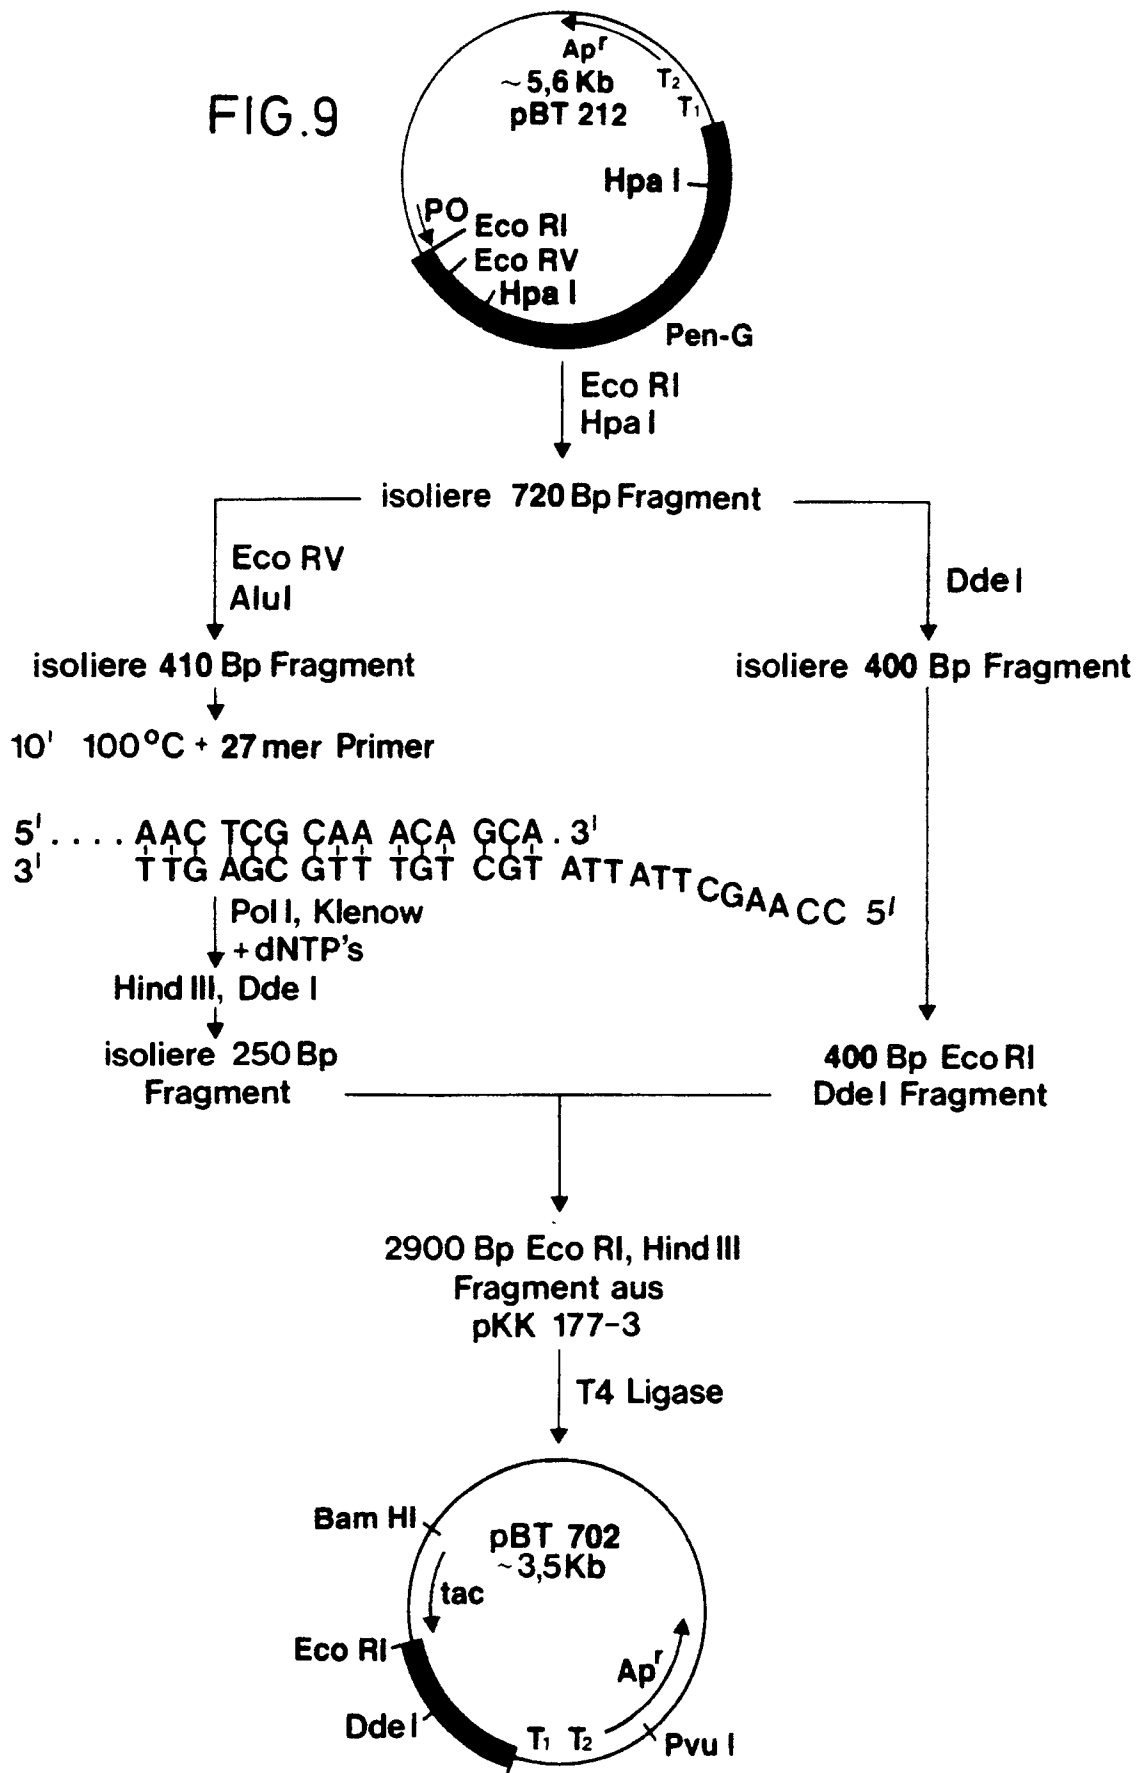 FIG.9
Apʳ
~5,6 Kb
pBT 212
T₂
T₁
Hpa I
PO
Eco RI
Eco RV
Hpa I
Pen-G
Eco RI
Hpa I
isoliere 720 Bp Fragment
Eco RV
AluI
Dde I
isoliere 410 Bp Fragment
isoliere 400 Bp Fragment
10' 100°C + 27mer Primer
5'.... AAC TCG CAA ACA GCA . 3'
3' TTG AGC GTT TGT CGT ATT ATT CGAA CC 5'
Pol I, Klenow
+dNTP's
Hind III, Dde I
isoliere 250 Bp
Fragment
400 Bp Eco RI
Dde I Fragment
2900 Bp Eco RI, Hind III
Fragment aus
pKK 177-3
T4 Ligase
Bam HI
pBT 702
~3,5Kb
tac
Eco RI
Apʳ
Dde I
T₁ T₂
Pvu I